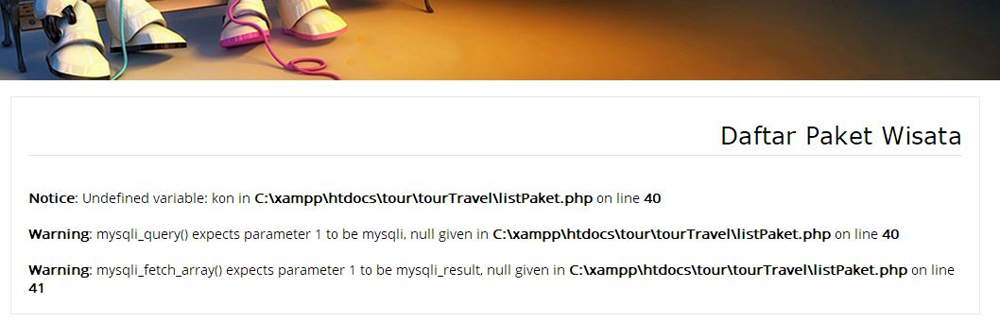 Daftar Paket Wisata
Notice: Undefined variable: kon in C:\xampp\htdocs\tour\tourTravel\listPaket.php on line 40
Warning: mysqli_query() expects parameter 1 to be mysqli, null given in C:\xampp\htdocs\tour\tourTravel\listPaket.php on line 40
Warning: mysqli_fetch_array() expects parameter 1 to be mysqli_result, null given in C:\xampp\htdocs\tour\tourTravel\listPaket.php on line
41